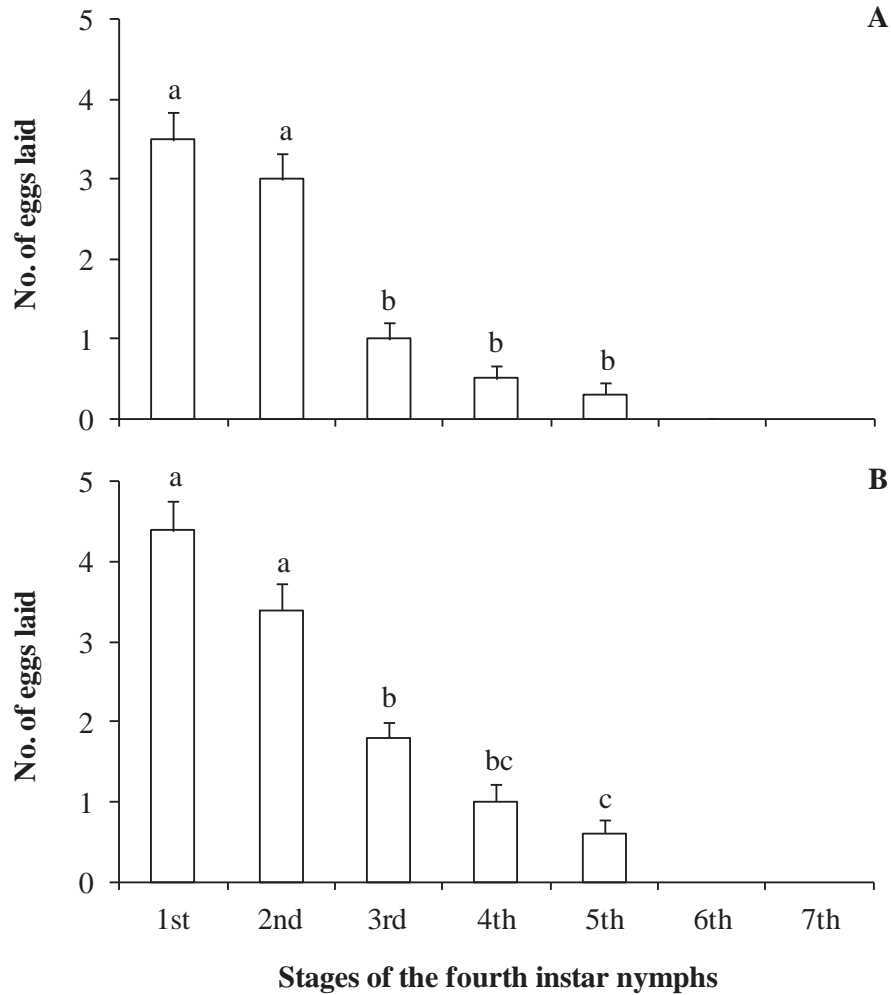 A
5
4
3
2
1
0
No. of eggs laid
a
a
b
b
b
B
5
4
3
2
1
0
No. of eggs laid
a
a
b
bc
c
1st 2nd 3rd 4th 5th 6th 7th
Stages of the fourth instar nymphs